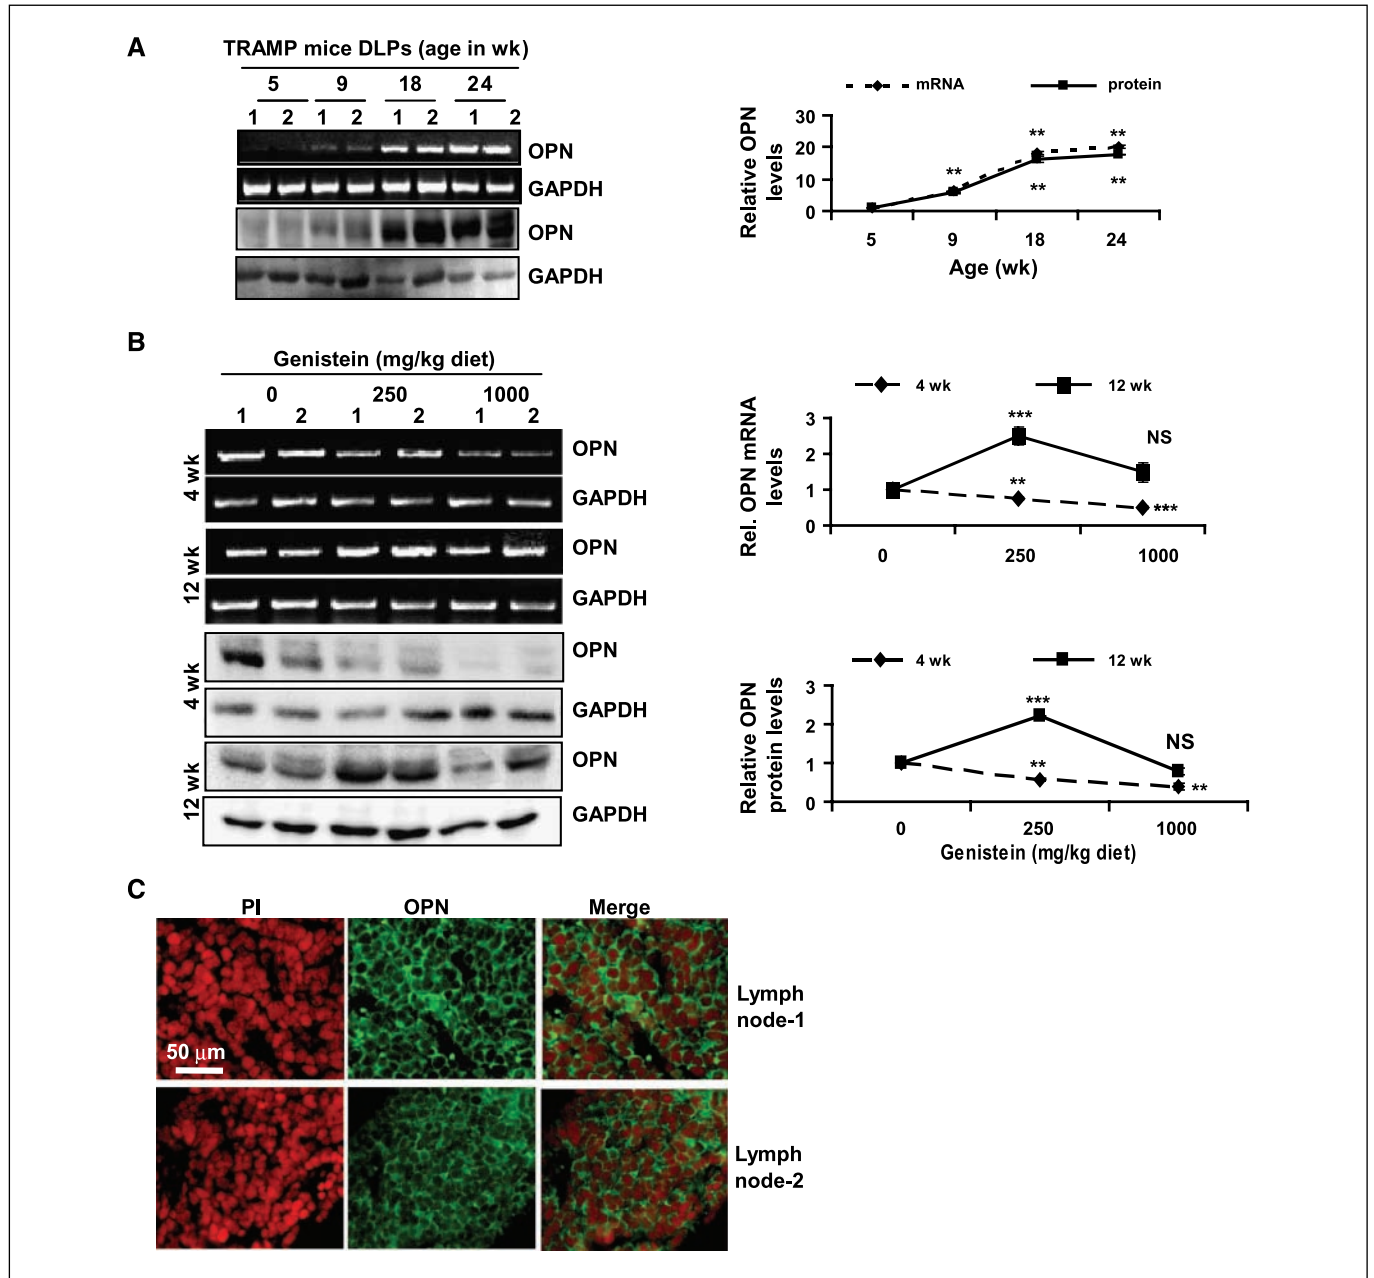 A
TRAMP mice DLPs (age in wk)
5 9 18 24
1 2 1 2 1 2 1 2
OPN
GAPDH
OPN
GAPDH
mRNA protein
Relative OPN
levels
30
20
10
0
** ** **
** **
5 9 18 24
Age (wk)
B
Genistein (mg/kg diet)
0 250 1000
1 2 1 2 1 2
4 wk
OPN
GAPDH
12 wk
OPN
GAPDH
4 wk
OPN
GAPDH
12 wk
OPN
GAPDH
4 wk 12 wk
Rel. OPN mRNA
levels
3
2
1
0
*** NS
** ***
0 250 1000
4 wk 12 wk
Relative OPN
protein levels
3
2
1
0
*** NS
** **
0 250 1000
Genistein (mg/kg diet)
C
PI OPN Merge
50 μm
Lymph
node-1
Lymph
node-2